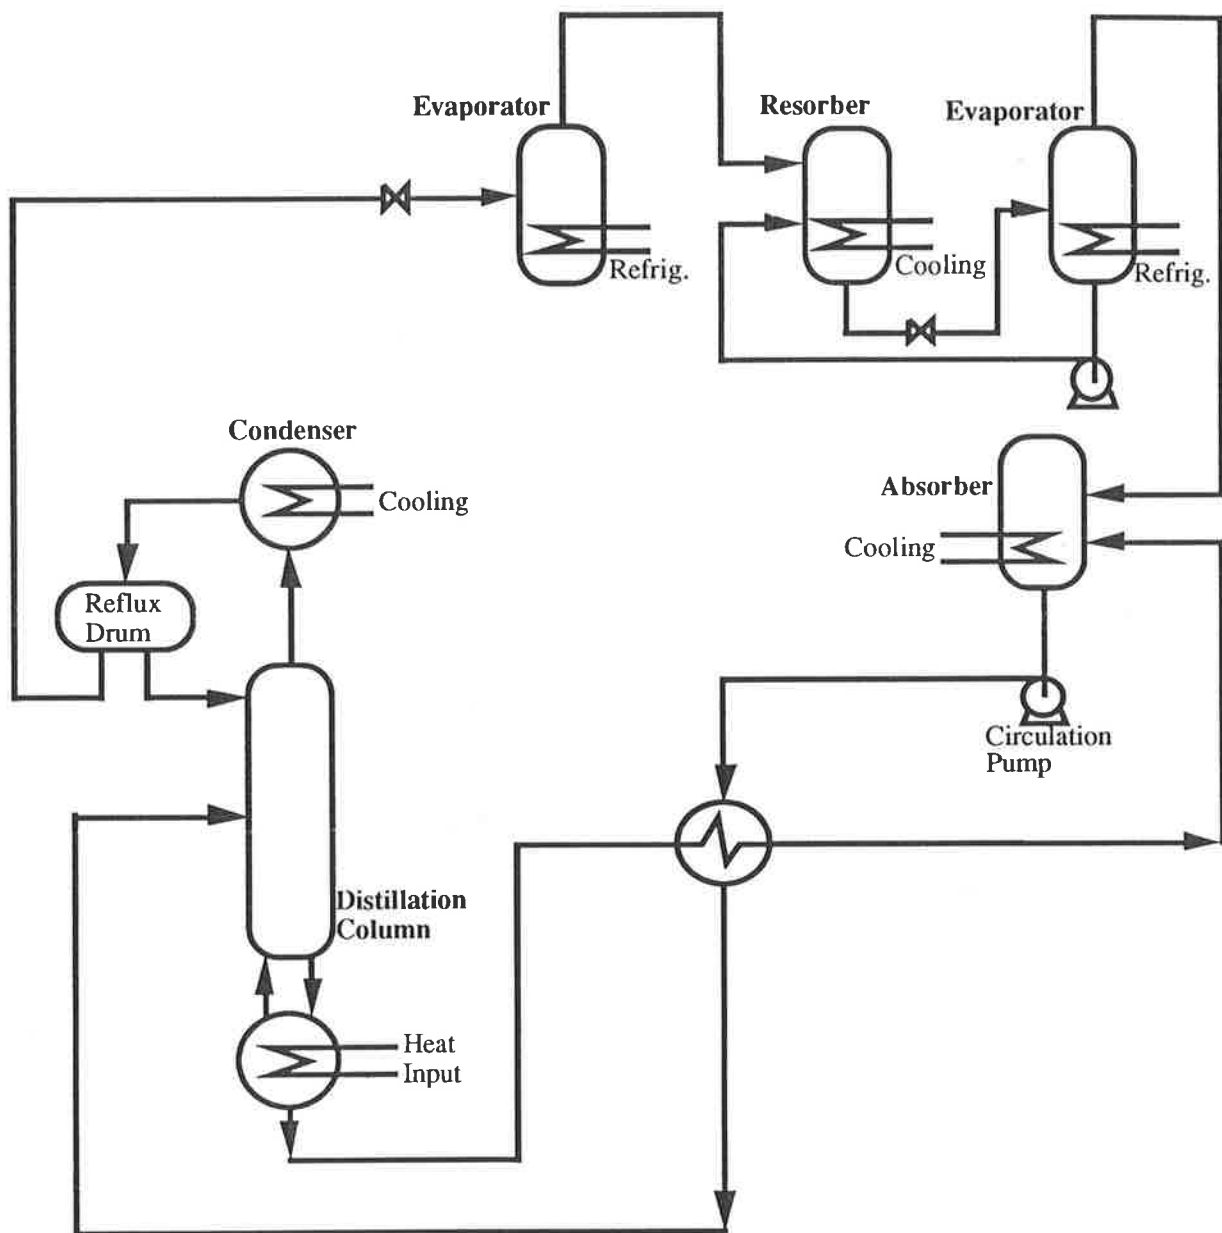 Evaporator
Resorber
Evaporator
Refrig.
Cooling
Refrig.
Condenser
Cooling
Absorber
Cooling
Reflux
Drum
Circulation
Pump
Distillation
Column
Heat
Input